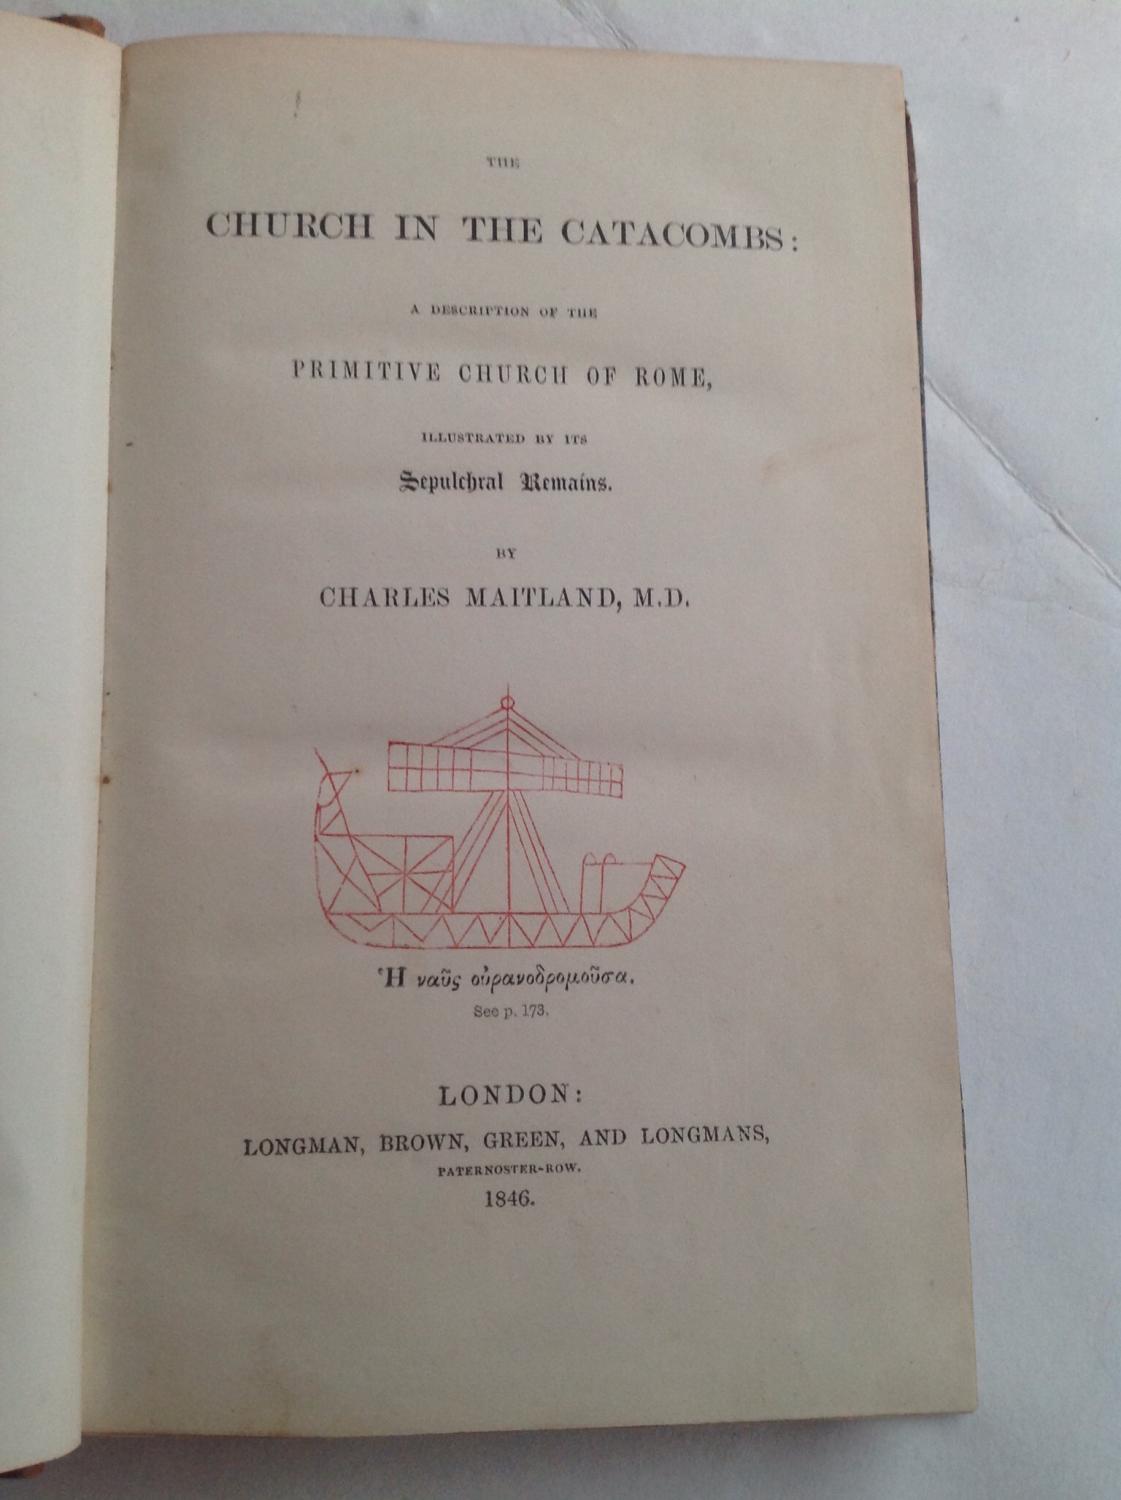 THE
CHURCH IN THE CATACOMBS:
A DESCRIPTION OF THE
PRIMITIVE CHURCH OF ROME,
ILLUSTRATED BY ITS
Sepulchral Remains.
BY
CHARLES MAITLAND, M.D.
Ἡ ναῦς οὐρανοδρομοῦσα.
See p. 173.
LONDON:
LONGMAN, BROWN, GREEN, AND LONGMANS,
PATERNOSTER-ROW.
1846.